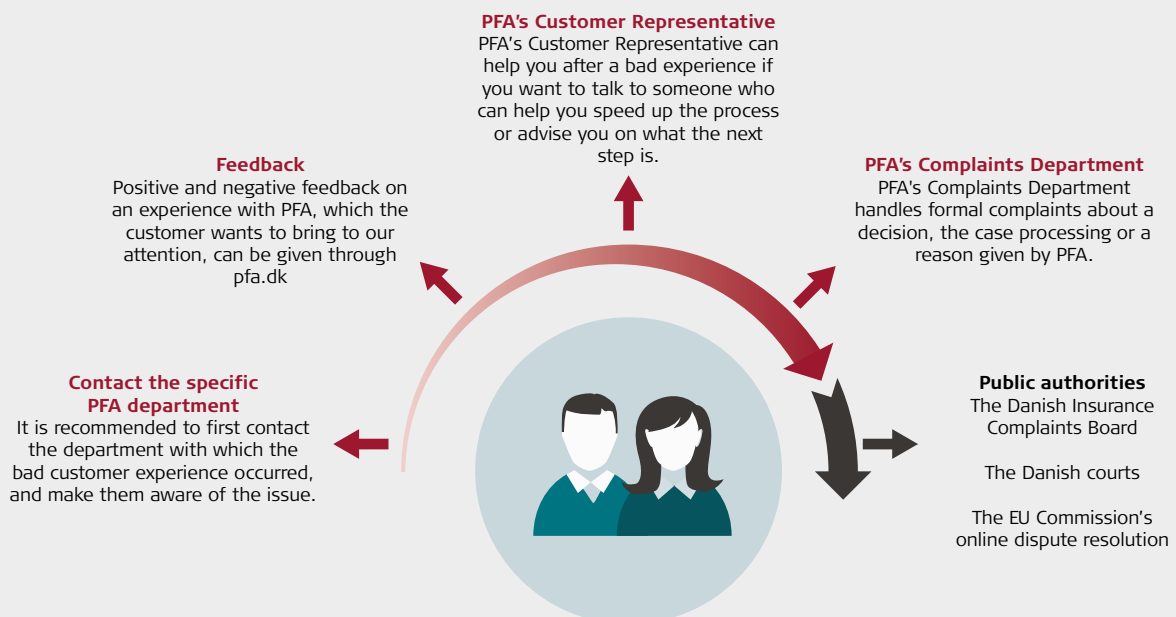 PFA's Customer Representative
PFA's Customer Representative can
help you after a bad experience if
you want to talk to someone who
can help you speed up the process
or advise you on what the next
step is.
Feedback
Positive and negative feedback on
an experience with PFA, which the
customer wants to bring to our
attention, can be given through
pfa.dk
PFA's Complaints Department
PFA's Complaints Department
handles formal complaints about a
decision, the case processing or a
reason given by PFA.
Contact the specific
PFA department
It is recommended to first contact
the department with which the
bad customer experience occurred,
and make them aware of the issue.
Public authorities
The Danish Insurance
Complaints Board
The Danish courts
The EU Commission's
online dispute resolution